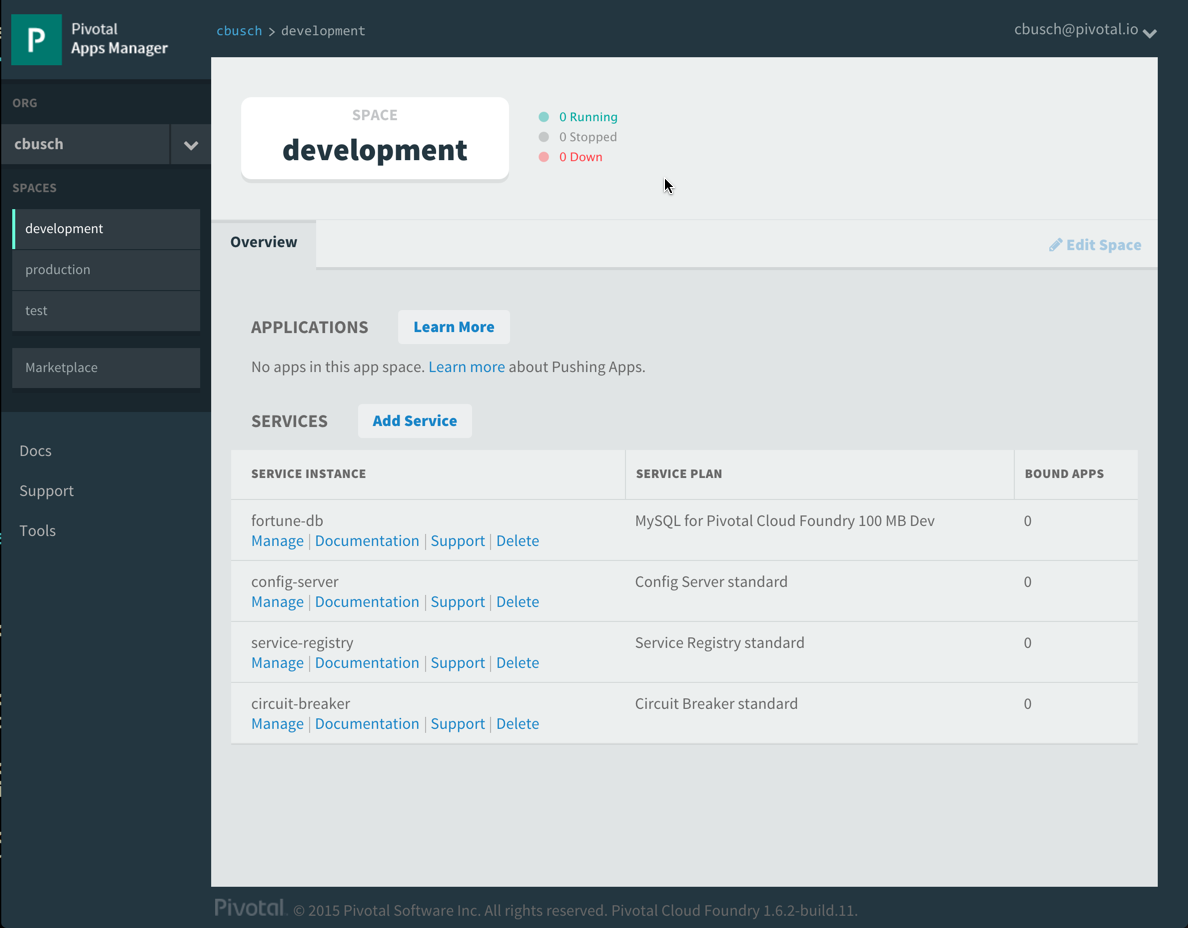 Pivotal
Apps Manager
cbusch > development
cbusch@pivotal.io
ORG
cbusch
SPACES
development
production
test
Marketplace
Docs
Support
Tools
SPACE
development
0 Running
0 Stopped
0 Down
Overview
Edit Space
APPLICATIONS Learn More
No apps in this app space. Learn more about Pushing Apps.
SERVICES Add Service
SERVICE INSTANCE SERVICE PLAN BOUND APPS
fortune-db MySQL for Pivotal Cloud Foundry 100 MB Dev 0
Manage | Documentation | Support | Delete
config-server Config Server standard 0
Manage | Documentation | Support | Delete
service-registry Service Registry standard 0
Manage | Documentation | Support | Delete
circuit-breaker Circuit Breaker standard 0
Manage | Documentation | Support | Delete
Pivotal. © 2015 Pivotal Software Inc. All rights reserved. Pivotal Cloud Foundry 1.6.2-build.11.